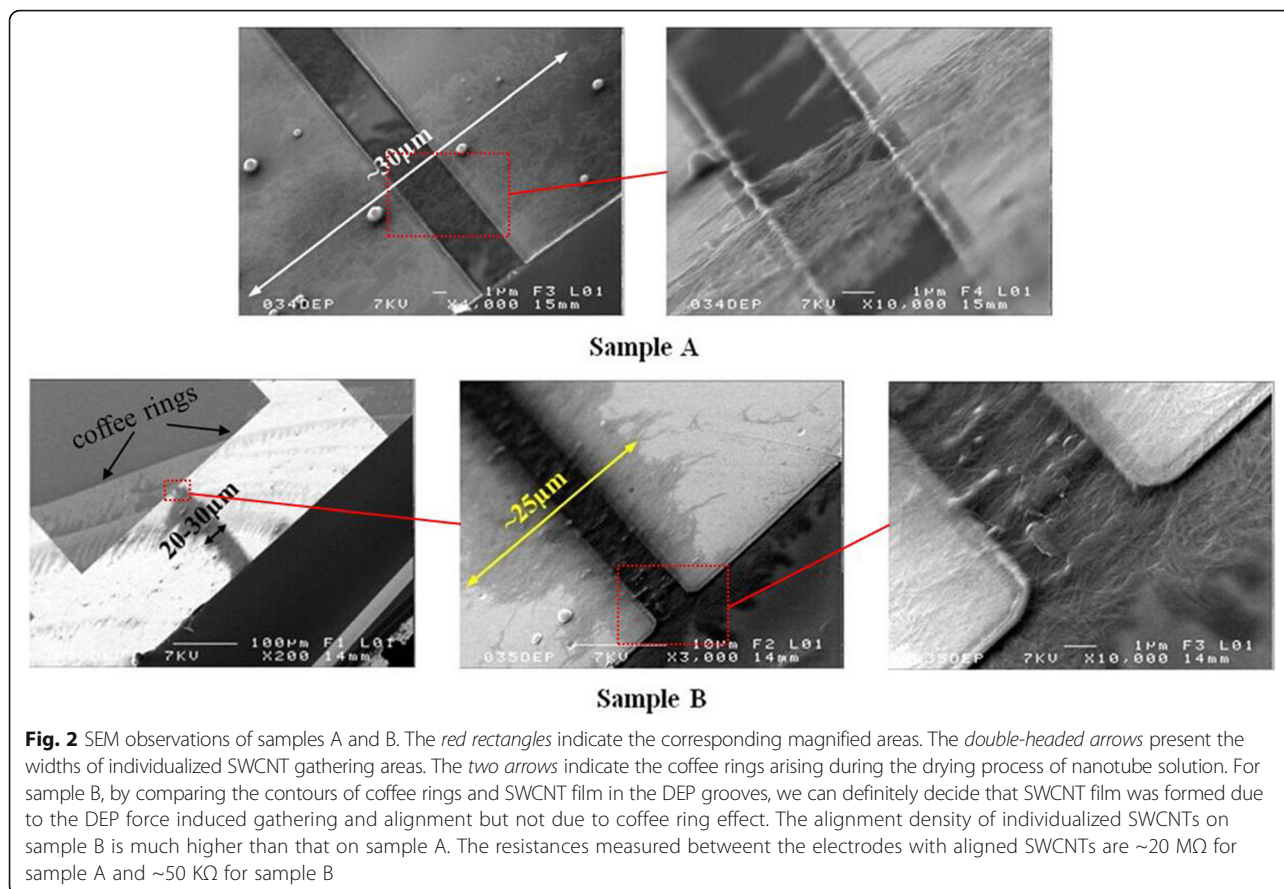 ~30μm
034DEP 7KV X4,000 1μm F3 L01 15mm
034DEP 7KV X10,000 1μm F4 L01 15mm
Sample A
coffee rings
20-30μm
7KV X200 100μm F1 L01 14mm
~25μm
035DEP 7KV X3,000 10μm F2 L01 14mm
035DEP 7KV X10,000 1μm F3 L01 14mm
Sample B
Fig. 2 SEM observations of samples A and B. The red rectangles indicate the corresponding magnified areas. The double-headed arrows present the
widths of individualized SWCNT gathering areas. The two arrows indicate the coffee rings arising during the drying process of nanotube solution. For
sample B, by comparing the contours of coffee rings and SWCNT film in the DEP grooves, we can definitely decide that SWCNT film was formed due
to the DEP force induced gathering and alignment but not due to coffee ring effect. The alignment density of individualized SWCNTs on
sample B is much higher than that on sample A. The resistances measured betweent the electrodes with aligned SWCNTs are ~20 MΩ for
sample A and ~50 KΩ for sample B